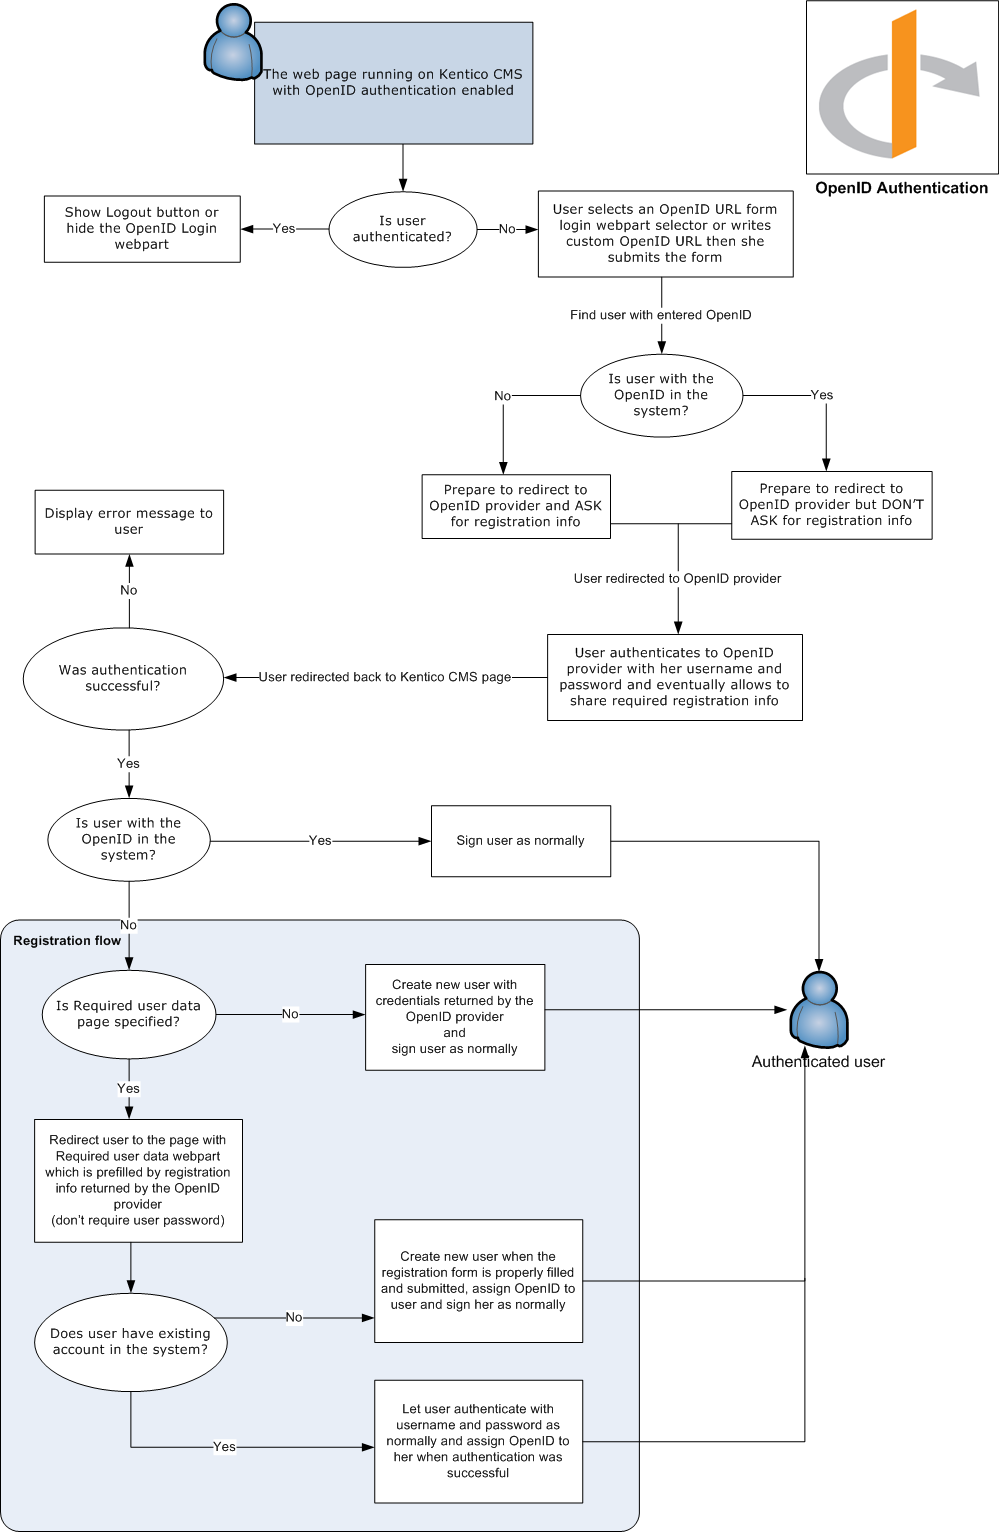 The web page running on Kentico CMS
with OpenID authentication enabled
OpenID Authentication
Is user
authenticated?
Yes
No
Show Logout button or
hide the OpenID Login
webpart
User selects an OpenID URL form
login webpart selector or writes
custom OpenID URL then she
submits the form
Find user with entered OpenID
Is user with the
OpenID in the
system?
No
Yes
Prepare to redirect to
OpenID provider and ASK
for registration info
Prepare to redirect to
OpenID provider but DON'T
ASK for registration info
User redirected to OpenID provider
Display error message to
user
No
Was authentication
successful?
User redirected back to Kentico CMS page
User authenticates to OpenID
provider with her username and
password and eventually allows to
share required registration info
Yes
Is user with the
OpenID in the
system?
Yes
Sign user as normally
No
Registration flow
Is Required user data
page specified?
No
Create new user with
credentials returned by the
OpenID provider
and
sign user as normally
Authenticated user
Yes
Redirect user to the page with
Required user data webpart
which is prefilled by registration
info returned by the OpenID
provider
(don't require user password)
Does user have existing
account in the system?
No
Create new user when the
registration form is properly filled
and submitted, assign OpenID to
user and sign her as normally
Yes
Let user authenticate with
username and password as
normally and assign OpenID to
her when authentication was
successful